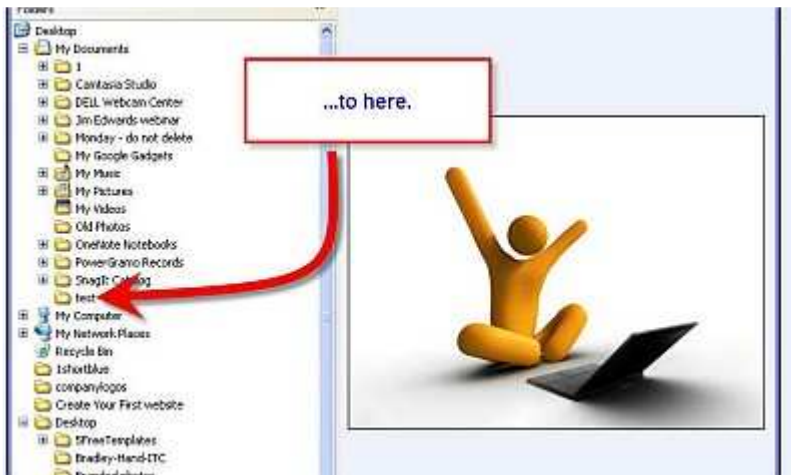 Folders
Desktop
My Documents
1
Camtasia Studio
DELL Webcam Center
Jim Edwards webinar
Monday - do not delete
My Google Gadgets
My Music
My Pictures
My Videos
Old Photos
OneNote Notebooks
PowerGramo Records
SnagIt Catalog
test
My Computer
My Network Places
Recycle Bin
1shortblue
companylogos
Create Your First website
Desktop
5FreeTemplates
Bradley-Hand-ITC
...to here.